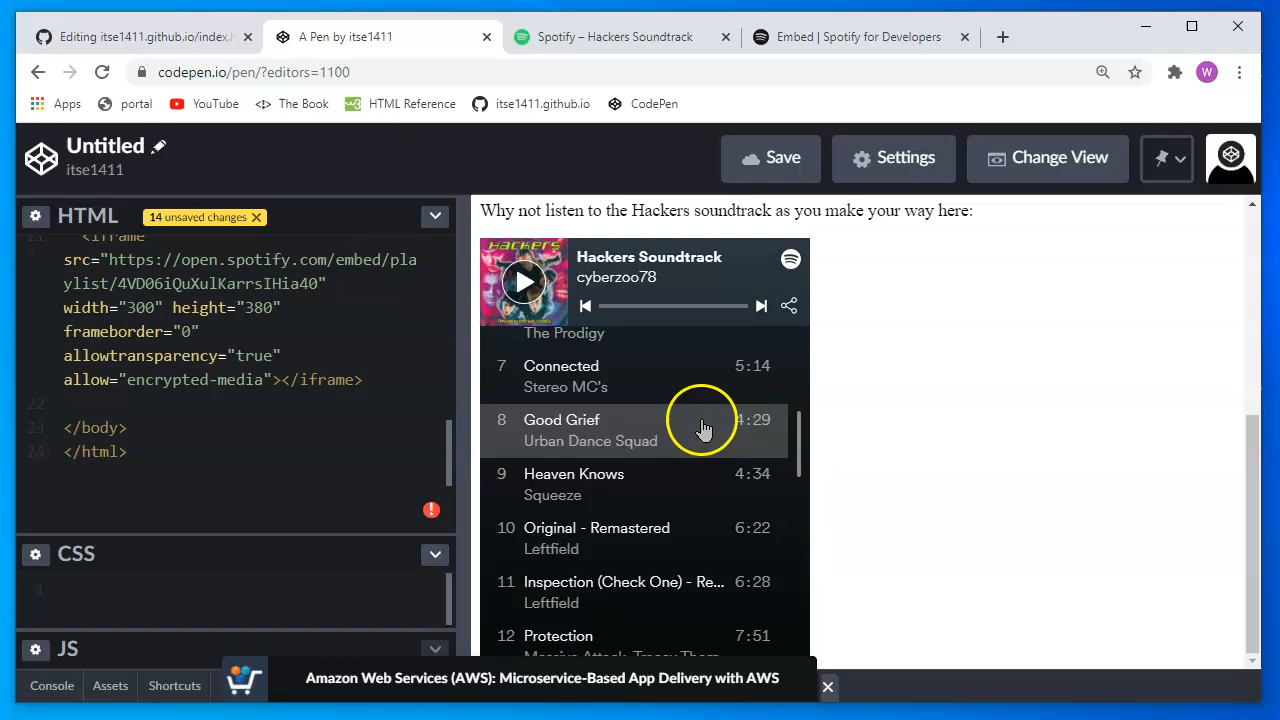 Editing itse1411.github.io/index.h
A Pen by itse1411
Spotify – Hackers Soundtrack
Embed | Spotify for Developers
codepen.io/pen/?editors=1100
W
Apps
portal
YouTube
The Book
HTML Reference
itse1411.github.io
CodePen
Untitled
itse1411
Save
Settings
Change View
HTML
14 unsaved changes
21
<iframe
src="https://open.spotify.com/embed/pla
ylist/4VD06iQuXulKarrsIHia40"
width="300" height="380"
frameborder="0"
allowtransparency="true"
allow="encrypted-media"></iframe>
22
23 </body>
24 </html>
CSS
1
JS
Console
Assets
Shortcuts
Why not listen to the Hackers soundtrack as you make your way here:
HACKERS
Hackers Soundtrack
cyberzoo78
The Prodigy
7 Connected 5:14
Stereo MC's
8 Good Grief 4:29
Urban Dance Squad
9 Heaven Knows 4:34
Squeeze
10 Original - Remastered 6:22
Leftfield
11 Inspection (Check One) - Re... 6:28
Leftfield
12 Protection 7:51
Massive Attack, Tracey Thorn
Amazon Web Services (AWS): Microservice-Based App Delivery with AWS